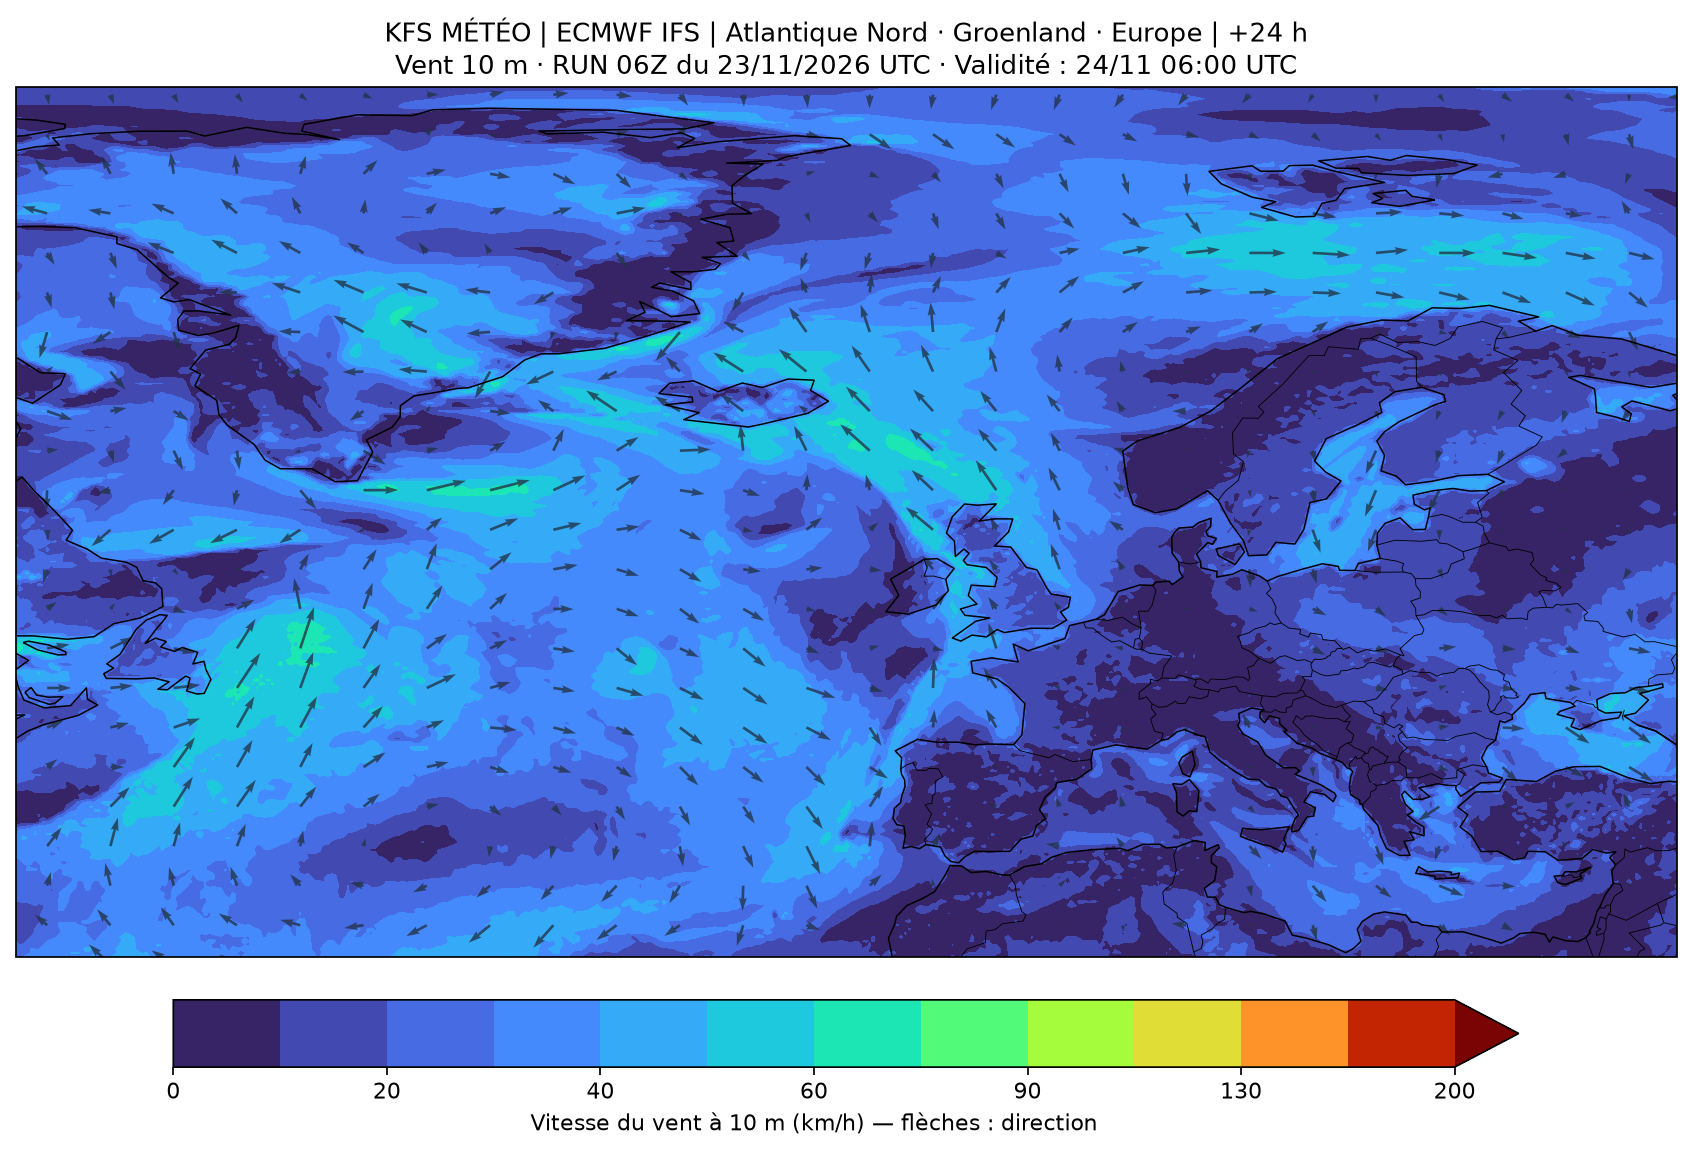 KFS MÉTÉO | ECMWF IFS | Atlantique Nord · Groenland · Europe | +24 h
Vent 10 m · RUN 06Z du 23/11/2026 UTC · Validité : 24/11 06:00 UTC
0 20 40 60 90 130 200
Vitesse du vent à 10 m (km/h) — flèches : direction